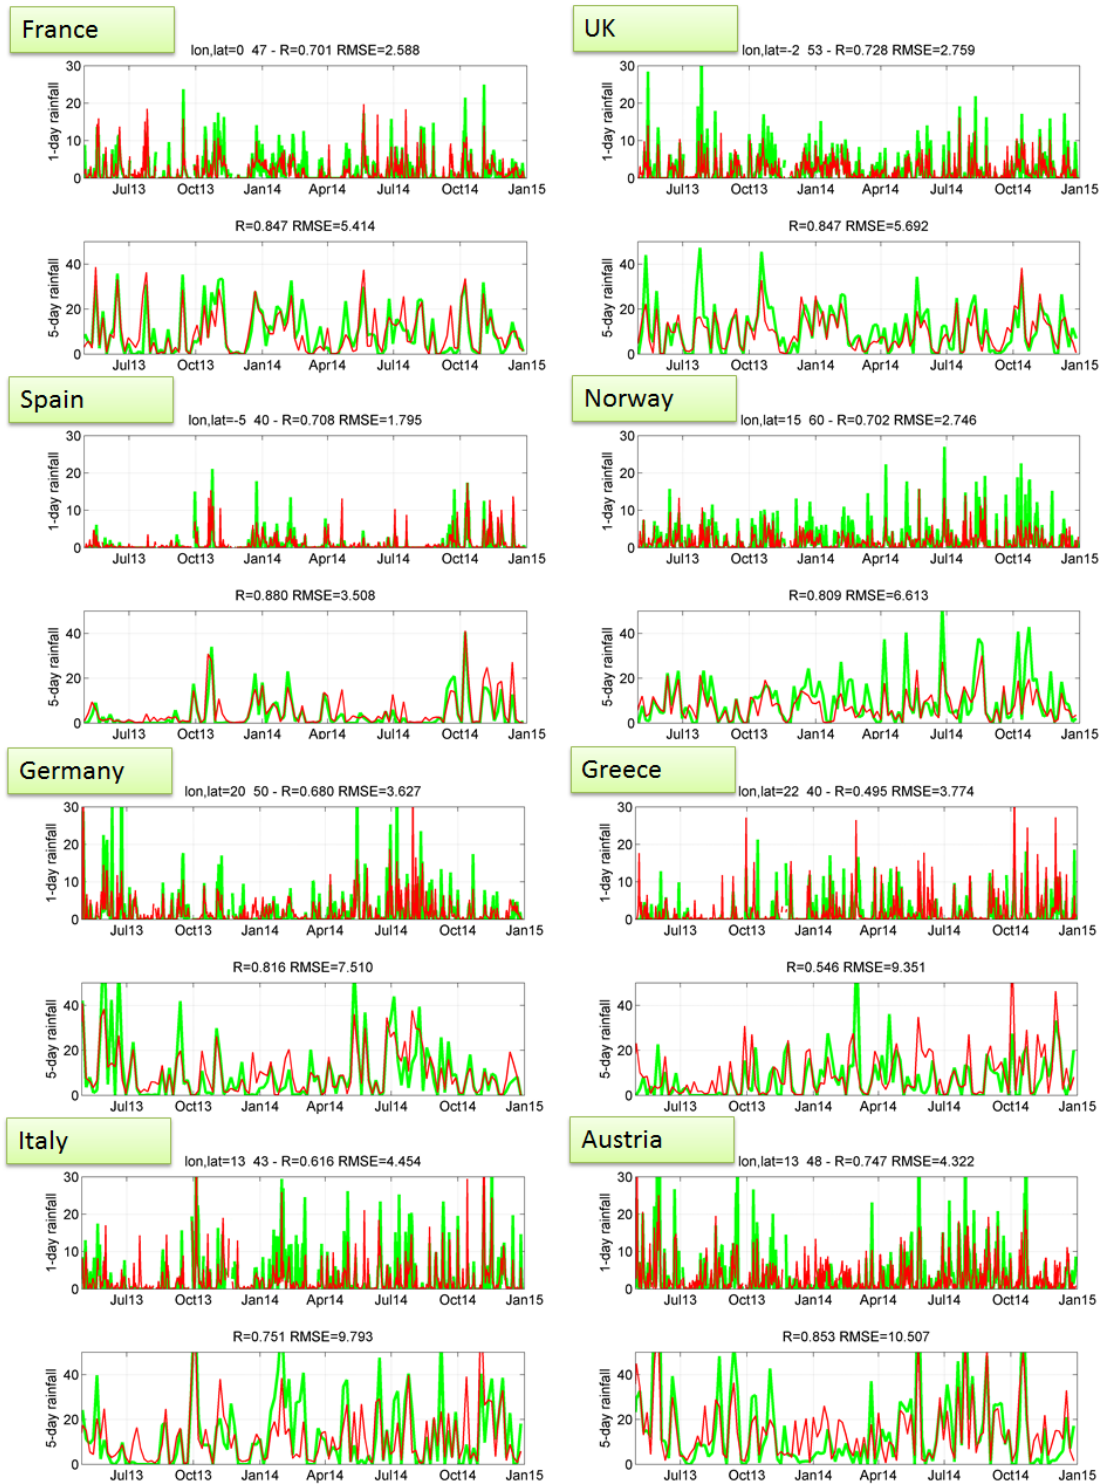 France
lon,lat=0 47 - R=0.701 RMSE=2.588
1-day rainfall
30
20
10
0
Jul13 Oct13 Jan14 Apr14 Jul14 Oct14 Jan15
R=0.847 RMSE=5.414
5-day rainfall
40
20
0
Jul13 Oct13 Jan14 Apr14 Jul14 Oct14 Jan15
UK
lon,lat=-2 53 - R=0.728 RMSE=2.759
1-day rainfall
30
20
10
0
Jul13 Oct13 Jan14 Apr14 Jul14 Oct14 Jan15
R=0.847 RMSE=5.692
5-day rainfall
40
20
0
Jul13 Oct13 Jan14 Apr14 Jul14 Oct14 Jan15
Spain
lon,lat=-5 40 - R=0.708 RMSE=1.795
1-day rainfall
30
20
10
0
Jul13 Oct13 Jan14 Apr14 Jul14 Oct14 Jan15
R=0.880 RMSE=3.508
5-day rainfall
40
20
0
Jul13 Oct13 Jan14 Apr14 Jul14 Oct14 Jan15
Norway
lon,lat=15 60 - R=0.702 RMSE=2.746
1-day rainfall
30
20
10
0
Jul13 Oct13 Jan14 Apr14 Jul14 Oct14 Jan15
R=0.809 RMSE=6.613
5-day rainfall
40
20
0
Jul13 Oct13 Jan14 Apr14 Jul14 Oct14 Jan15
Germany
lon,lat=20 50 - R=0.680 RMSE=3.627
1-day rainfall
30
20
10
0
Jul13 Oct13 Jan14 Apr14 Jul14 Oct14 Jan15
R=0.816 RMSE=7.510
5-day rainfall
40
20
0
Jul13 Oct13 Jan14 Apr14 Jul14 Oct14 Jan15
Greece
lon,lat=22 40 - R=0.495 RMSE=3.774
1-day rainfall
30
20
10
0
Jul13 Oct13 Jan14 Apr14 Jul14 Oct14 Jan15
R=0.546 RMSE=9.351
5-day rainfall
40
20
0
Jul13 Oct13 Jan14 Apr14 Jul14 Oct14 Jan15
Italy
lon,lat=13 43 - R=0.616 RMSE=4.454
1-day rainfall
30
20
10
0
Jul13 Oct13 Jan14 Apr14 Jul14 Oct14 Jan15
R=0.751 RMSE=9.793
5-day rainfall
40
20
0
Jul13 Oct13 Jan14 Apr14 Jul14 Oct14 Jan15
Austria
lon,lat=13 48 - R=0.747 RMSE=4.322
1-day rainfall
30
20
10
0
Jul13 Oct13 Jan14 Apr14 Jul14 Oct14 Jan15
R=0.853 RMSE=10.507
5-day rainfall
40
20
0
Jul13 Oct13 Jan14 Apr14 Jul14 Oct14 Jan15